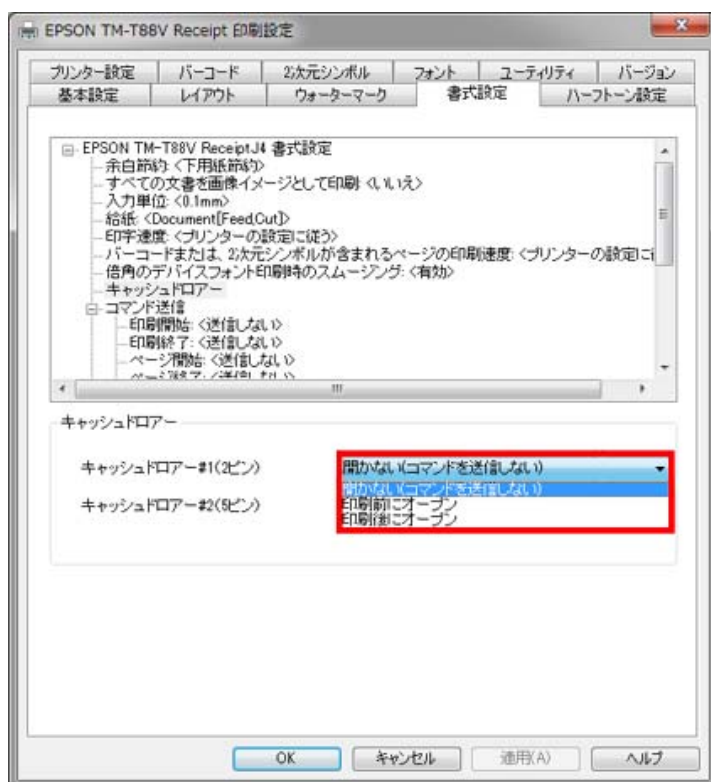 EPSON TM-T88V Receipt 印刷設定
プリンター設定 バーコード 2次元シンボル フォント ユーティリティ バージョン
基本設定 レイアウト ウォーターマーク 書式設定 ハーフトーン設定
EPSON TM-T88V ReceiptJ4 書式設定
余白節約: <下用紙節約>
すべての文書を画像イメージとして印刷: <いいえ>
入力単位: <0.1mm>
給紙: <Document[Feed,Cut]>
印字速度: <プリンターの設定に従う>
バーコードまたは、2次元シンボルが含まれるページの印刷速度: <プリンターの設定に
倍角のデバイスフォント印刷時のスムージング: <有効>
キャッシュドロアー
コマンド送信
印刷開始: <送信しない>
印刷終了: <送信しない>
ページ開始: <送信しない>
ページ終了: <送信しない>
キャッシュドロアー
キャッシュドロアー#1(2ピン) 開かない(コマンドを送信しない)
開かない(コマンドを送信しない)
キャッシュドロアー#2(5ピン) 印刷前にオープン
印刷後にオープン
OK キャンセル 適用(A) ヘルプ